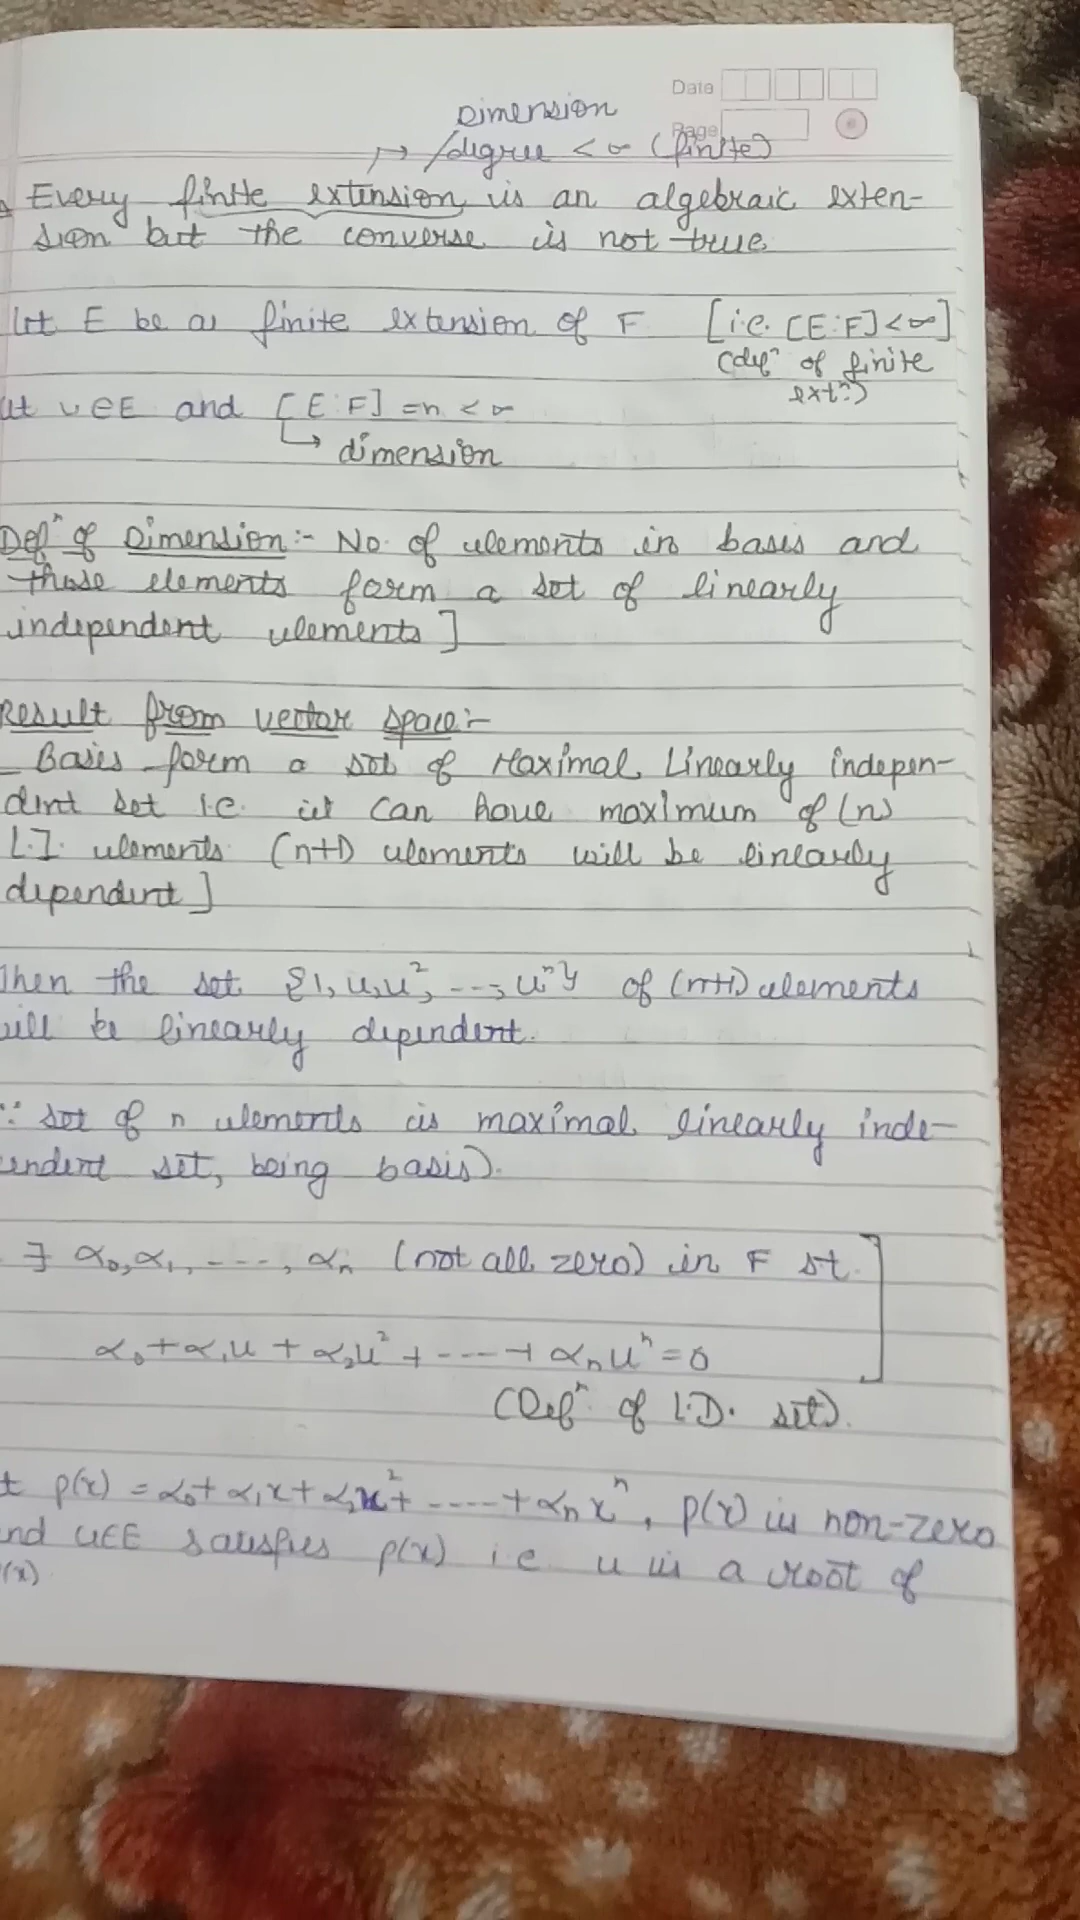 Date
Page
Dimension
/degree < ∞ (finite)
Every finite extension is an algebraic exten-
sion but the converse is not true
let E be a finite extension of F [i.e. [E:F]<∞]
(defⁿ of finite
extⁿ)
u∈E and [E:F] = n < ∞
↳ dimension
Defⁿ of Dimension:- No. of elements in basis and
those elements form a set of linearly
independent elements]
Result from vector space:-
Basis form a set of Maximal Linearly indepen-
dent set i.e. it can have maximum of (n)
L.I. elements (n+1) elements will be linearly
dependent]
Then the set {1, u, u², ---, uⁿ} of (n+1) elements
will be linearly dependent.
∵ set of n elements is maximal linearly inde-
endent set, being basis).
∃ α₀, α₁, ----, αₙ (not all zero) in F st.
α₀+α₁u + α₂u² + ----+ αₙuⁿ = 0
(Defⁿ of L.D. set).
t p(x) = α₀+ α₁x+ α₂x²+ -----+ αₙxⁿ, p(x) is non-zero
nd u∈E satisfies p(x) i.e u is a root of
(x)